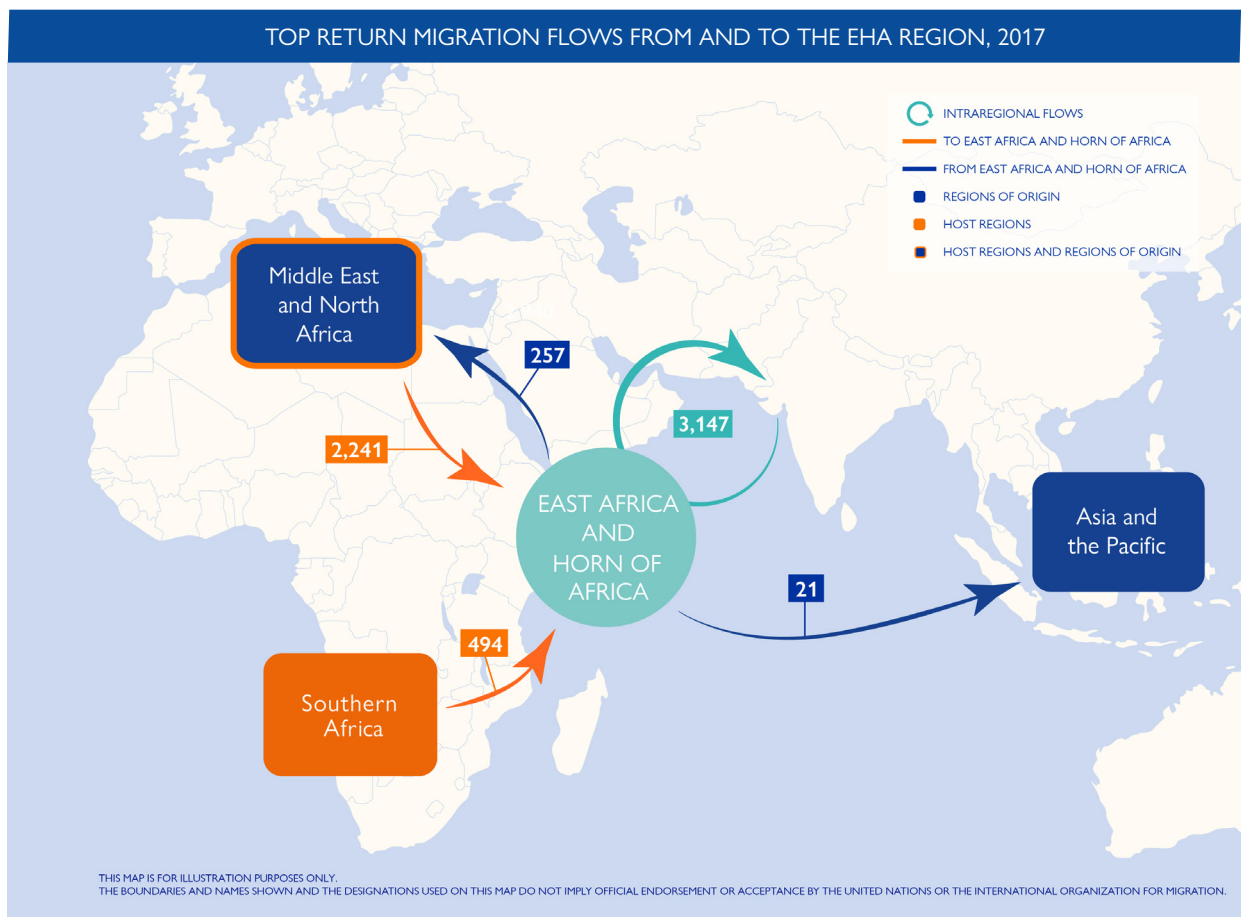 TOP RETURN MIGRATION FLOWS FROM AND TO THE EHA REGION, 2017
INTRAREGIONAL FLOWS
TO EAST AFRICA AND HORN OF AFRICA
FROM EAST AFRICA AND HORN OF AFRICA
REGIONS OF ORIGIN
HOST REGIONS
HOST REGIONS AND REGIONS OF ORIGIN
Middle East
and North
Africa
257
3,147
2,241
EAST AFRICA
AND
HORN OF
AFRICA
Asia and
the Pacific
21
494
Southern
Africa
THIS MAP IS FOR ILLUSTRATION PURPOSES ONLY.
THE BOUNDARIES AND NAMES SHOWN AND THE DESIGNATIONS USED ON THIS MAP DO NOT IMPLY OFFICIAL ENDORSEMENT OR ACCEPTANCE BY THE UNITED NATIONS OR THE INTERNATIONAL ORGANIZATION FOR MIGRATION.